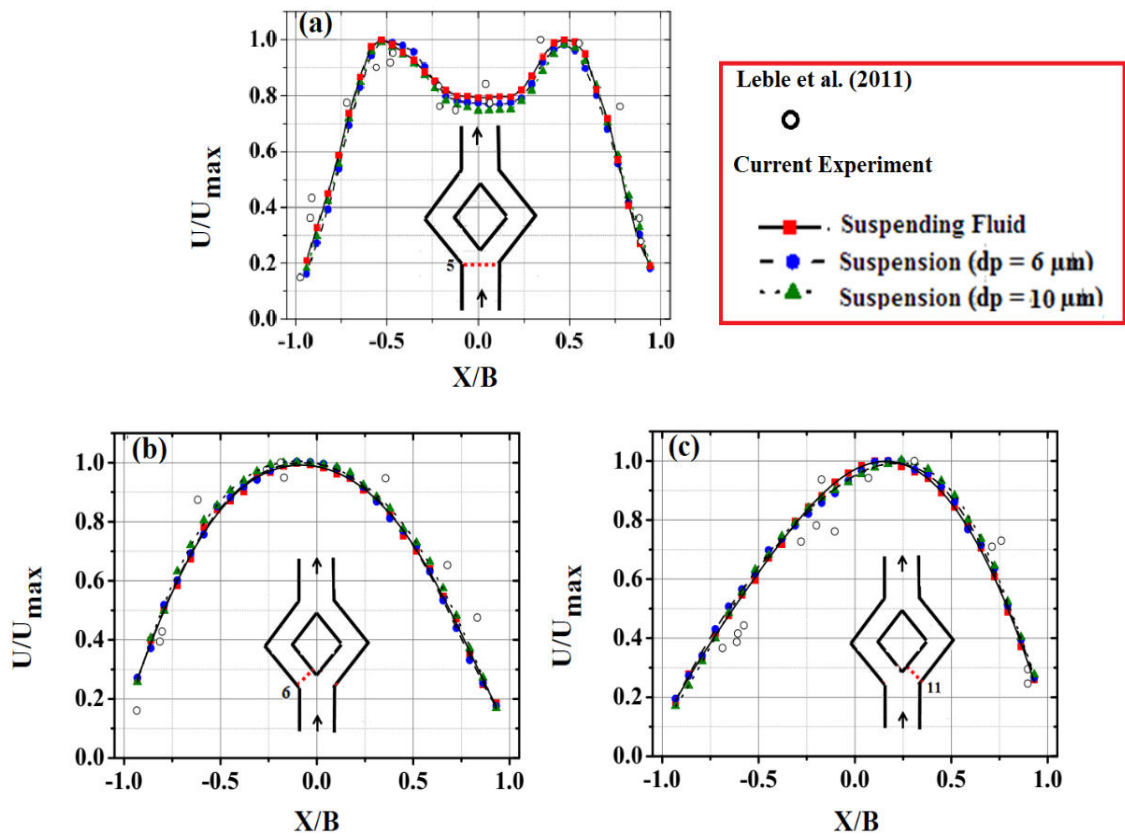 (a)
1.0
0.8
0.6
0.4
0.2
0.0
U/Umax
5
-1.0 -0.5 0.0 0.5 1.0
X/B
Leble et al. (2011)
Current Experiment
Suspending Fluid
Suspension (dp = 6 µm)
Suspension (dp = 10 µm)
(b)
1.0
0.8
0.6
0.4
0.2
0.0
U/Umax
6
-1.0 -0.5 0.0 0.5 1.0
X/B
(c)
1.0
0.8
0.6
0.4
0.2
0.0
U/Umax
11
-1.0 -0.5 0.0 0.5 1.0
X/B